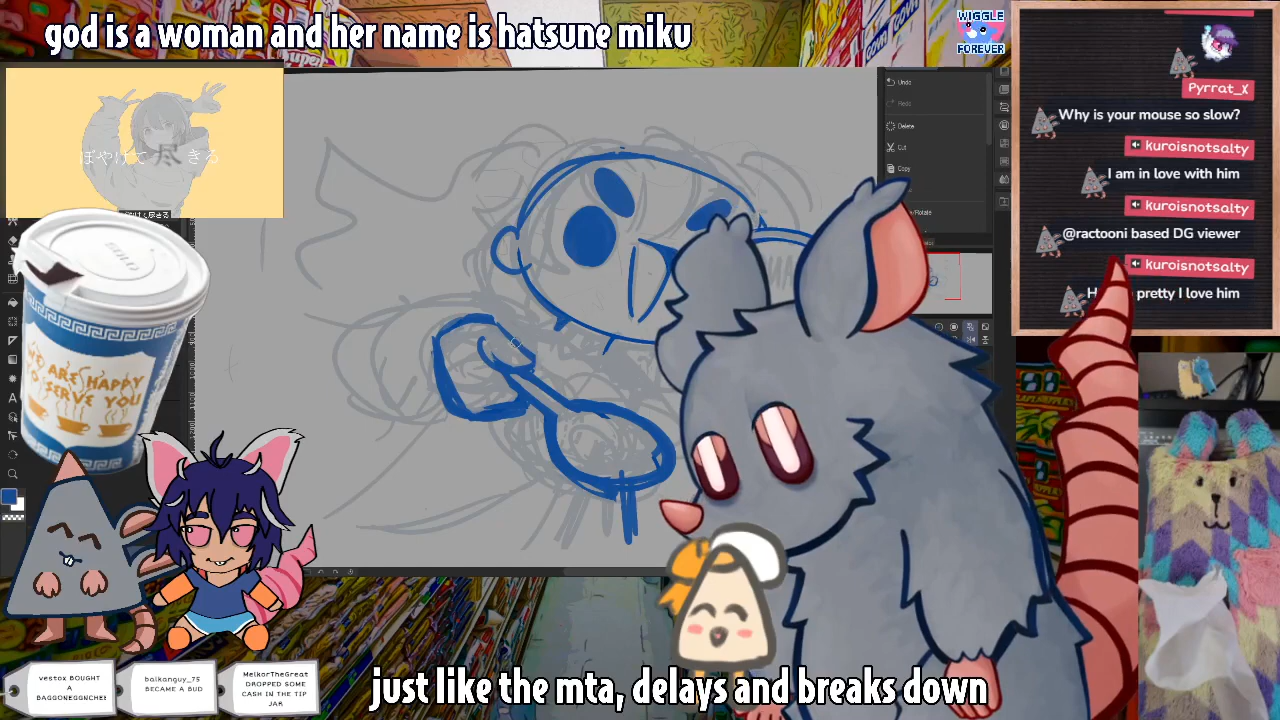 god is a woman and her name is hatsune miku
WIGGLE
FOREVER
ぼやけて 尽 きる
Undo
Redo
Delete
Cut
Copy
Pyrrat_X
Why is your mouse so slow?
kuroisnotsalty
I am in love with him
kuroisnotsalty
@ractooni based DG viewer
kuroisnotsalty
pretty I love him
WE ARE HAPPY
TO SERVE YOU
vestox BOUGHT
A
BAGGONEGGNCHEE
balkanguy_75
BECAME A BUD
MelkorTheGreat
DROPPED SOME
CASH IN THE TIP
JAR
just like the mta, delays and breaks down